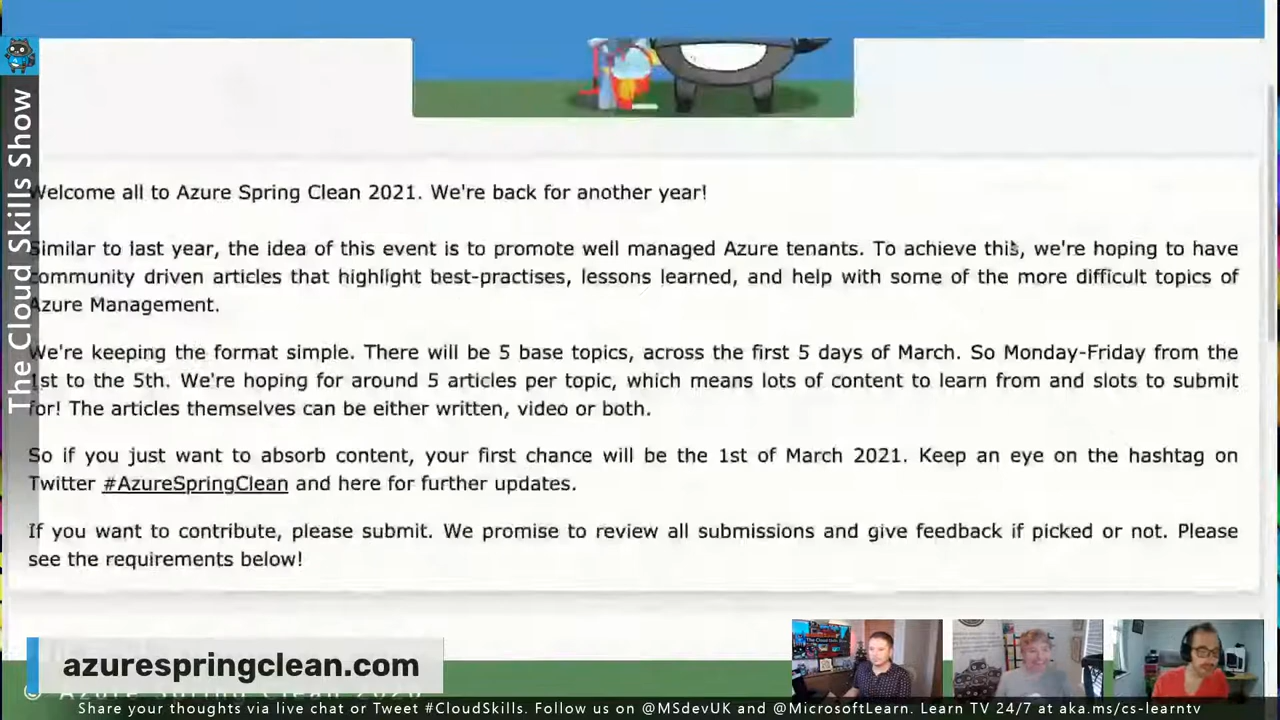 The Cloud Skills Show
Welcome all to Azure Spring Clean 2021. We're back for another year!
Similar to last year, the idea of this event is to promote well managed Azure tenants. To achieve this, we're hoping to have
community driven articles that highlight best-practises, lessons learned, and help with some of the more difficult topics of
Azure Management.
We're keeping the format simple. There will be 5 base topics, across the first 5 days of March. So Monday-Friday from the
1st to the 5th. We're hoping for around 5 articles per topic, which means lots of content to learn from and slots to submit
for! The articles themselves can be either written, video or both.
So if you just want to absorb content, your first chance will be the 1st of March 2021. Keep an eye on the hashtag on
Twitter #AzureSpringClean and here for further updates.
If you want to contribute, please submit. We promise to review all submissions and give feedback if picked or not. Please
see the requirements below!
azurespringclean.com
© Azure Spring Clean 2020
Share your thoughts via live chat or Tweet #CloudSkills. Follow us on @MSdevUK and @MicrosoftLearn. Learn TV 24/7 at aka.ms/cs-learntv